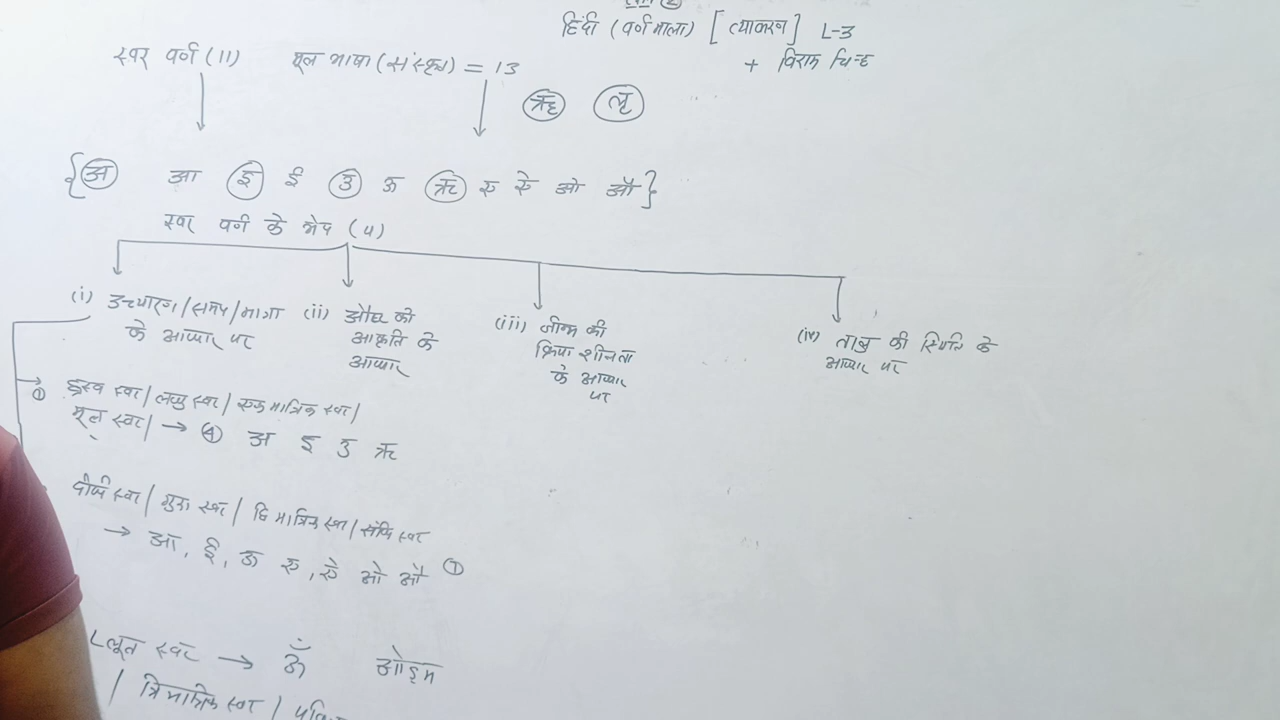 हिंदी (वर्णमाला) [व्याकरण] L-3
+ विराम चिन्ह
स्वर वर्ण (11) मूल भाषा (संस्कृत) = 13
ॠ लृ
{अ आ इ ई उ ऊ ऋ ए ऐ ओ औ}
स्वर वर्ण के भेद (4)
(i) उच्चारण/समय/मात्रा
के आधार पर
(ii) ओष्ठ की
आकृति के
आधार
(iii) जीभ की
क्रियाशीलता
के आधार
पर
(iv) तालु की स्थिति के
आधार पर
① ह्रस्व स्वर/लघु स्वर/एक मात्रिक स्वर/
मूल स्वर/ → ④ अ इ उ ऋ
दीर्घ स्वर/गुरु स्वर/द्वि मात्रिक स्वर/संधि स्वर
→ आ, ई, ऊ ए, ऐ ओ औ ⑦
प्लूत स्वर → ॐ ओइम
/ त्रिमात्रिक स्वर /